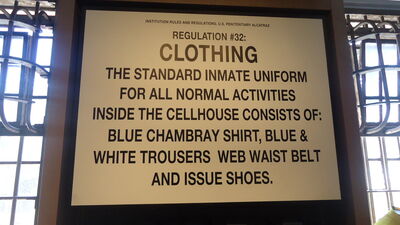 INSTITUTION RULES AND REGULATIONS, U.S. PENITENTIARY ALCATRAZ
REGULATION #32:
CLOTHING
THE STANDARD INMATE UNIFORM
FOR ALL NORMAL ACTIVITIES
INSIDE THE CELLHOUSE CONSISTS OF:
BLUE CHAMBRAY SHIRT, BLUE &
WHITE TROUSERS WEB WAIST BELT
AND ISSUE SHOES.